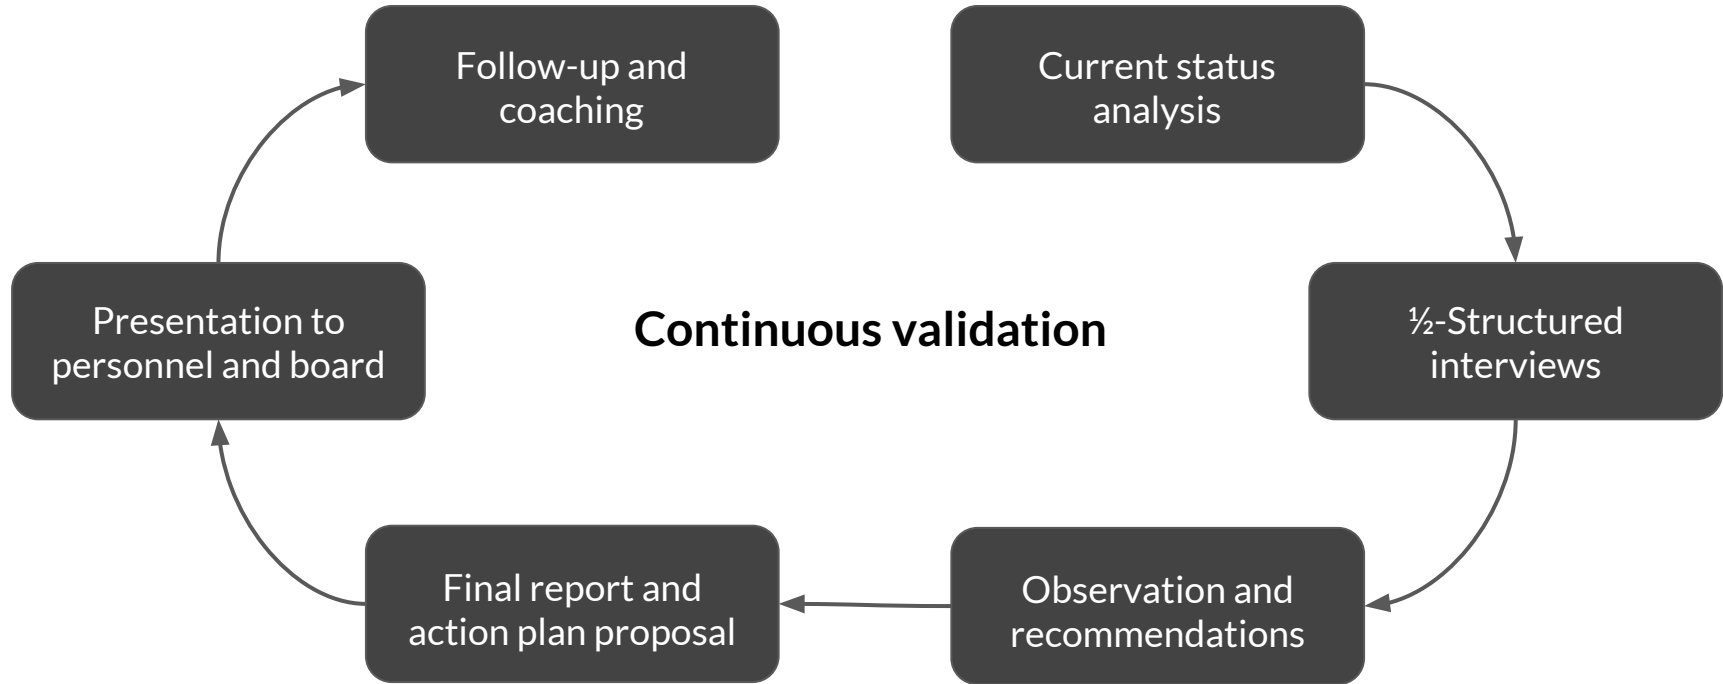 Follow-up and
coaching
Current status
analysis
Presentation to
personnel and board
Continuous validation
½-Structured
interviews
Final report and
action plan proposal
Observation and
recommendations